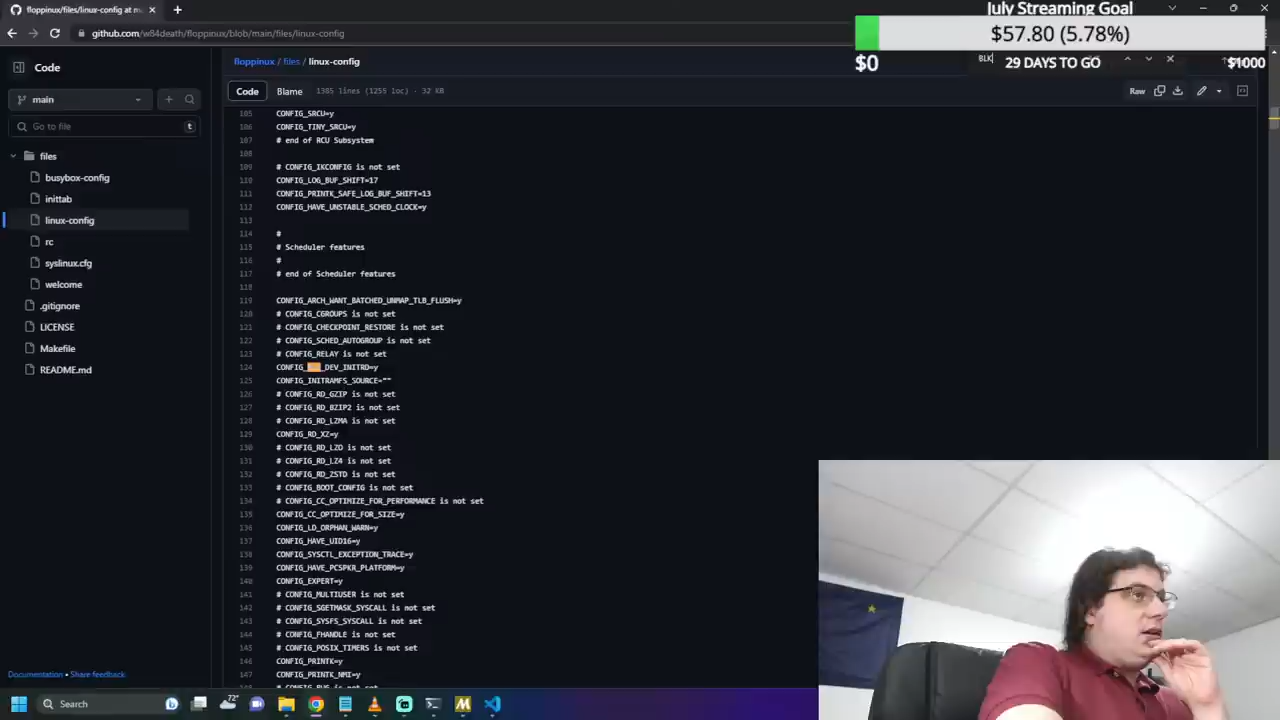 floppinux/files/linux-config at m
July Streaming Goal
github.com/w84death/floppinux/blob/main/files/linux-config
$57.80 (5.78%)
BLK
$0
29 DAYS TO GO
$1000
Code
floppinux / files / linux-config
main
Code
Blame
1385 lines (1255 loc) · 32 KB
Raw
Go to file
t
files
busybox-config
inittab
linux-config
rc
syslinux.cfg
welcome
.gitignore
LICENSE
Makefile
README.md
105 CONFIG_SRCU=y
106 CONFIG_TINY_SRCU=y
107 # end of RCU Subsystem
108
109 # CONFIG_IKCONFIG is not set
110 CONFIG_LOG_BUF_SHIFT=17
111 CONFIG_PRINTK_SAFE_LOG_BUF_SHIFT=13
112 CONFIG_HAVE_UNSTABLE_SCHED_CLOCK=y
113
114 #
115 # Scheduler features
116 #
117 # end of Scheduler features
118
119 CONFIG_ARCH_WANT_BATCHED_UNMAP_TLB_FLUSH=y
120 # CONFIG_CGROUPS is not set
121 # CONFIG_CHECKPOINT_RESTORE is not set
122 # CONFIG_SCHED_AUTOGROUP is not set
123 # CONFIG_RELAY is not set
124 CONFIG_BLK_DEV_INITRD=y
125 CONFIG_INITRAMFS_SOURCE=""
126 # CONFIG_RD_GZIP is not set
127 # CONFIG_RD_BZIP2 is not set
128 # CONFIG_RD_LZMA is not set
129 CONFIG_RD_XZ=y
130 # CONFIG_RD_LZO is not set
131 # CONFIG_RD_LZ4 is not set
132 # CONFIG_RD_ZSTD is not set
133 # CONFIG_BOOT_CONFIG is not set
134 # CONFIG_CC_OPTIMIZE_FOR_PERFORMANCE is not set
135 CONFIG_CC_OPTIMIZE_FOR_SIZE=y
136 CONFIG_LD_ORPHAN_WARN=y
137 CONFIG_HAVE_UID16=y
138 CONFIG_SYSCTL_EXCEPTION_TRACE=y
139 CONFIG_HAVE_PCSPKR_PLATFORM=y
140 CONFIG_EXPERT=y
141 # CONFIG_MULTIUSER is not set
142 # CONFIG_SGETMASK_SYSCALL is not set
143 # CONFIG_SYSFS_SYSCALL is not set
144 # CONFIG_FHANDLE is not set
145 # CONFIG_POSIX_TIMERS is not set
146 CONFIG_PRINTK=y
147 CONFIG_PRINTK_NMI=y
Documentation • Share feedback
Search
72°